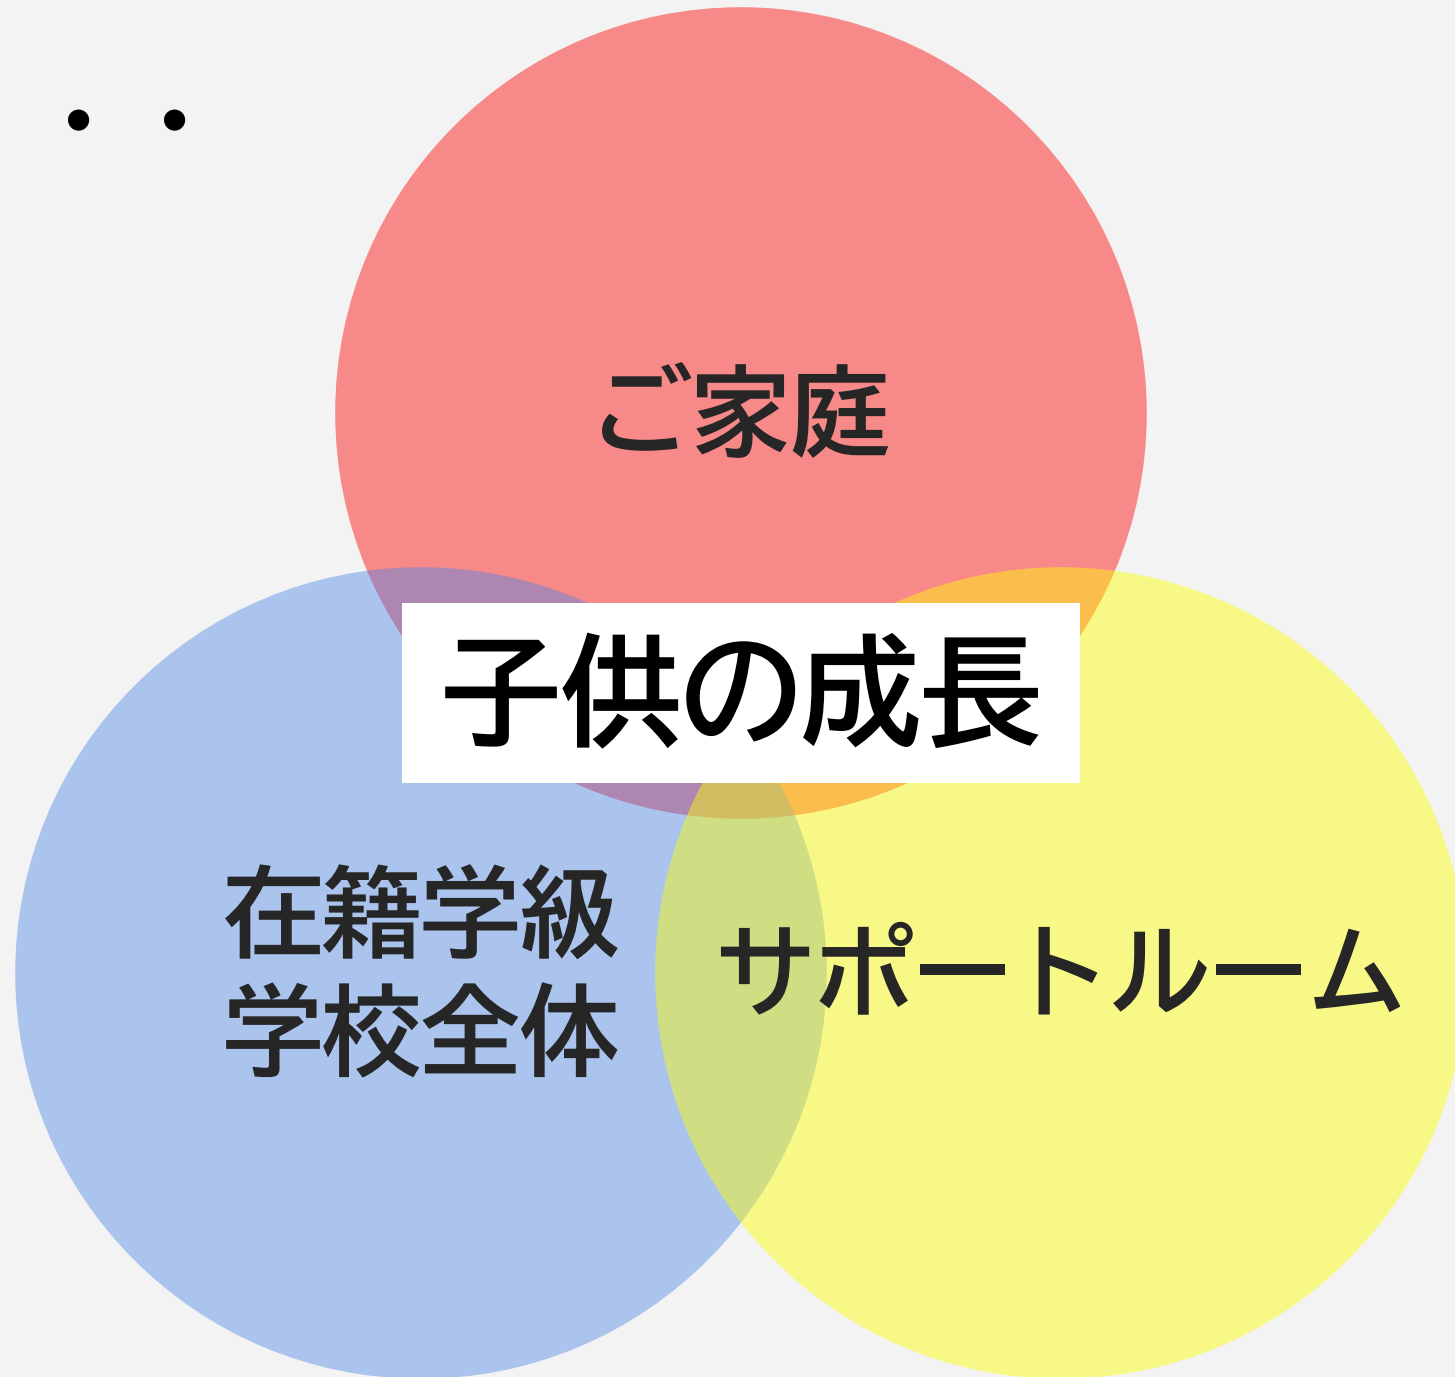 ・・
ご家庭
子供の成長
在籍学級
学校全体
サポートルーム